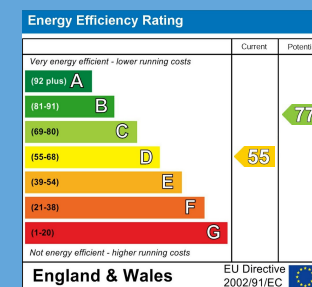 Energy Efficiency Rating
Current Potenti
Very energy efficient - lower running costs
(92 plus) A
(81-91) B
77
(69-80) C
(55-68) D 55
(39-54) E
(21-38) F
(1-20) G
Not energy efficient - higher running costs
England & Wales
EU Directive
2002/91/EC